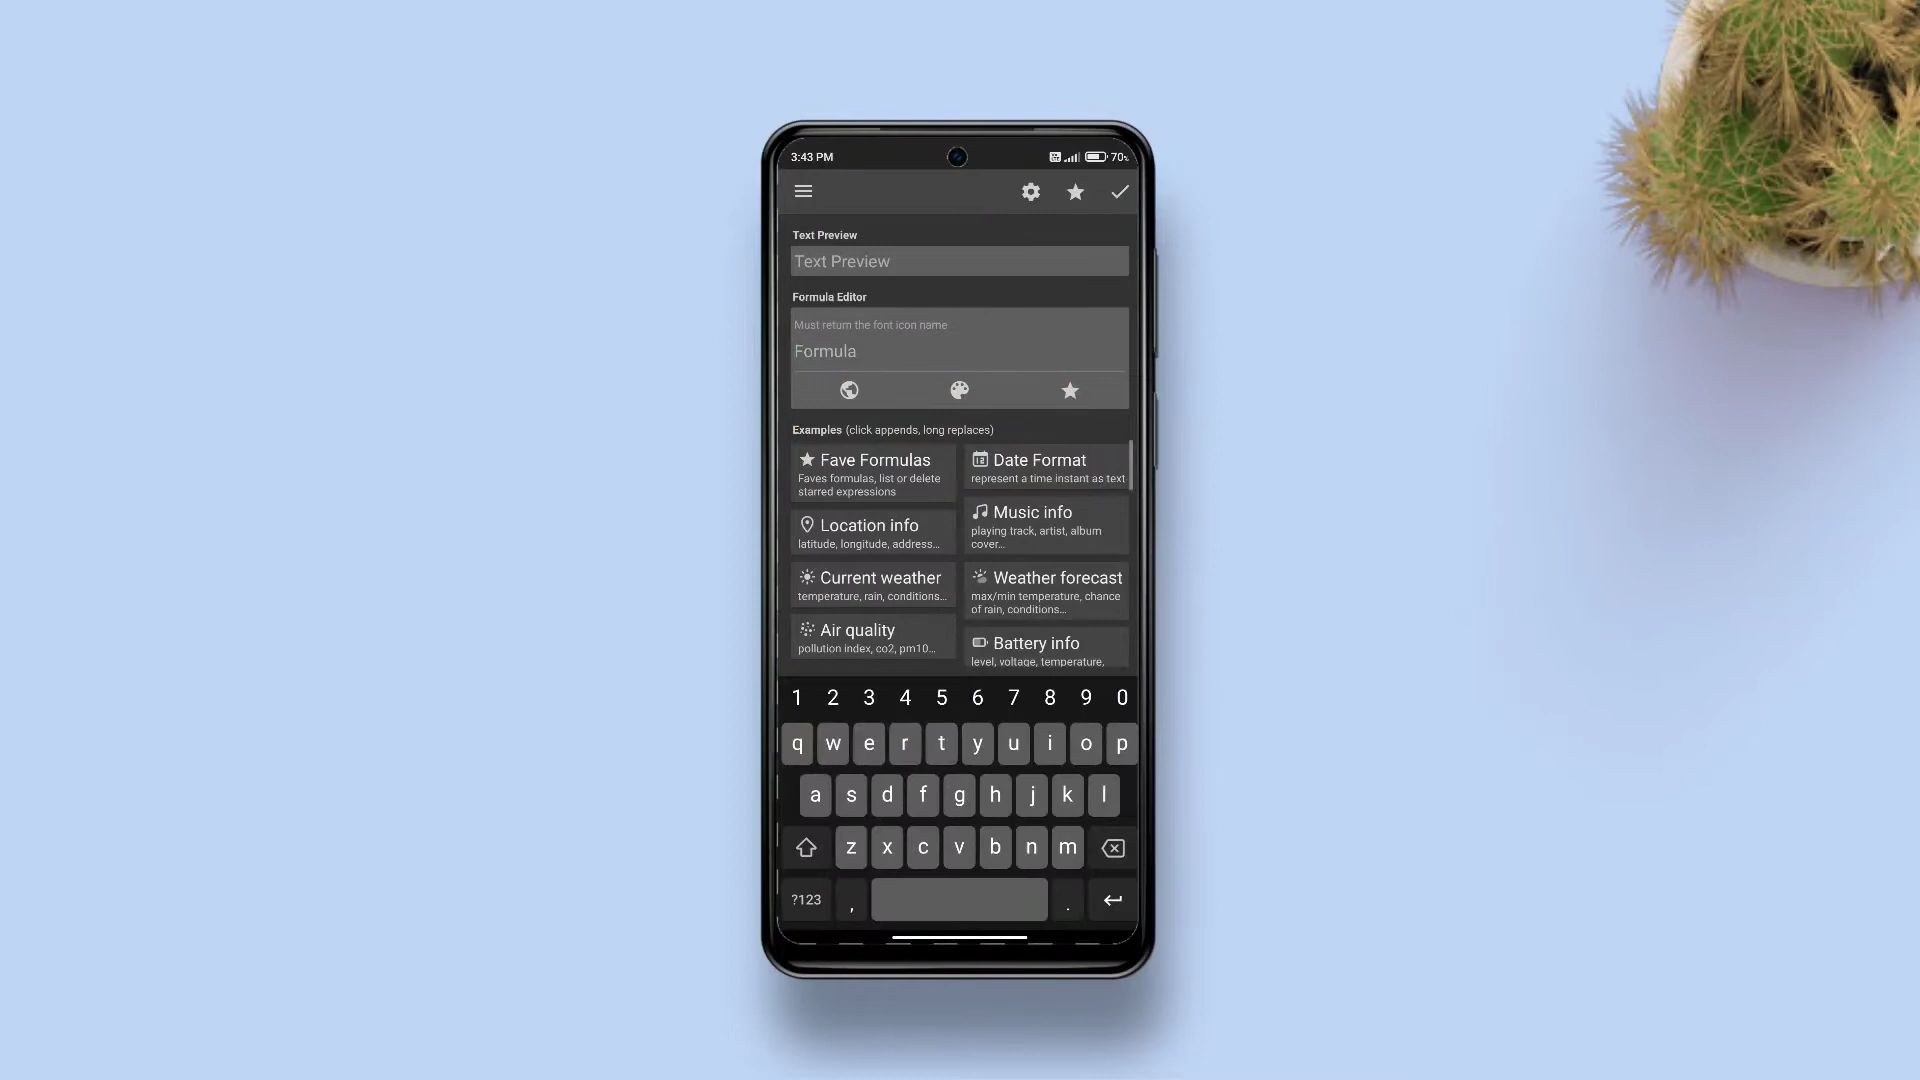 3:43 PM
70%
Text Preview
Text Preview
Formula Editor
Must return the font icon name
Formula
Examples (click appends, long replaces)
Fave Formulas
Faves formulas, list or delete
starred expressions
Date Format
represent a time instant as text
Location info
latitude, longitude, address...
Music info
playing track, artist, album
cover...
Current weather
temperature, rain, conditions...
Weather forecast
max/min temperature, chance
of rain, conditions...
Air quality
pollution index, co2, pm10...
Battery info
level, voltage, temperature,
1 2 3 4 5 6 7 8 9 0
q w e r t y u i o p
a s d f g h j k l
z x c v b n m
?123 , .